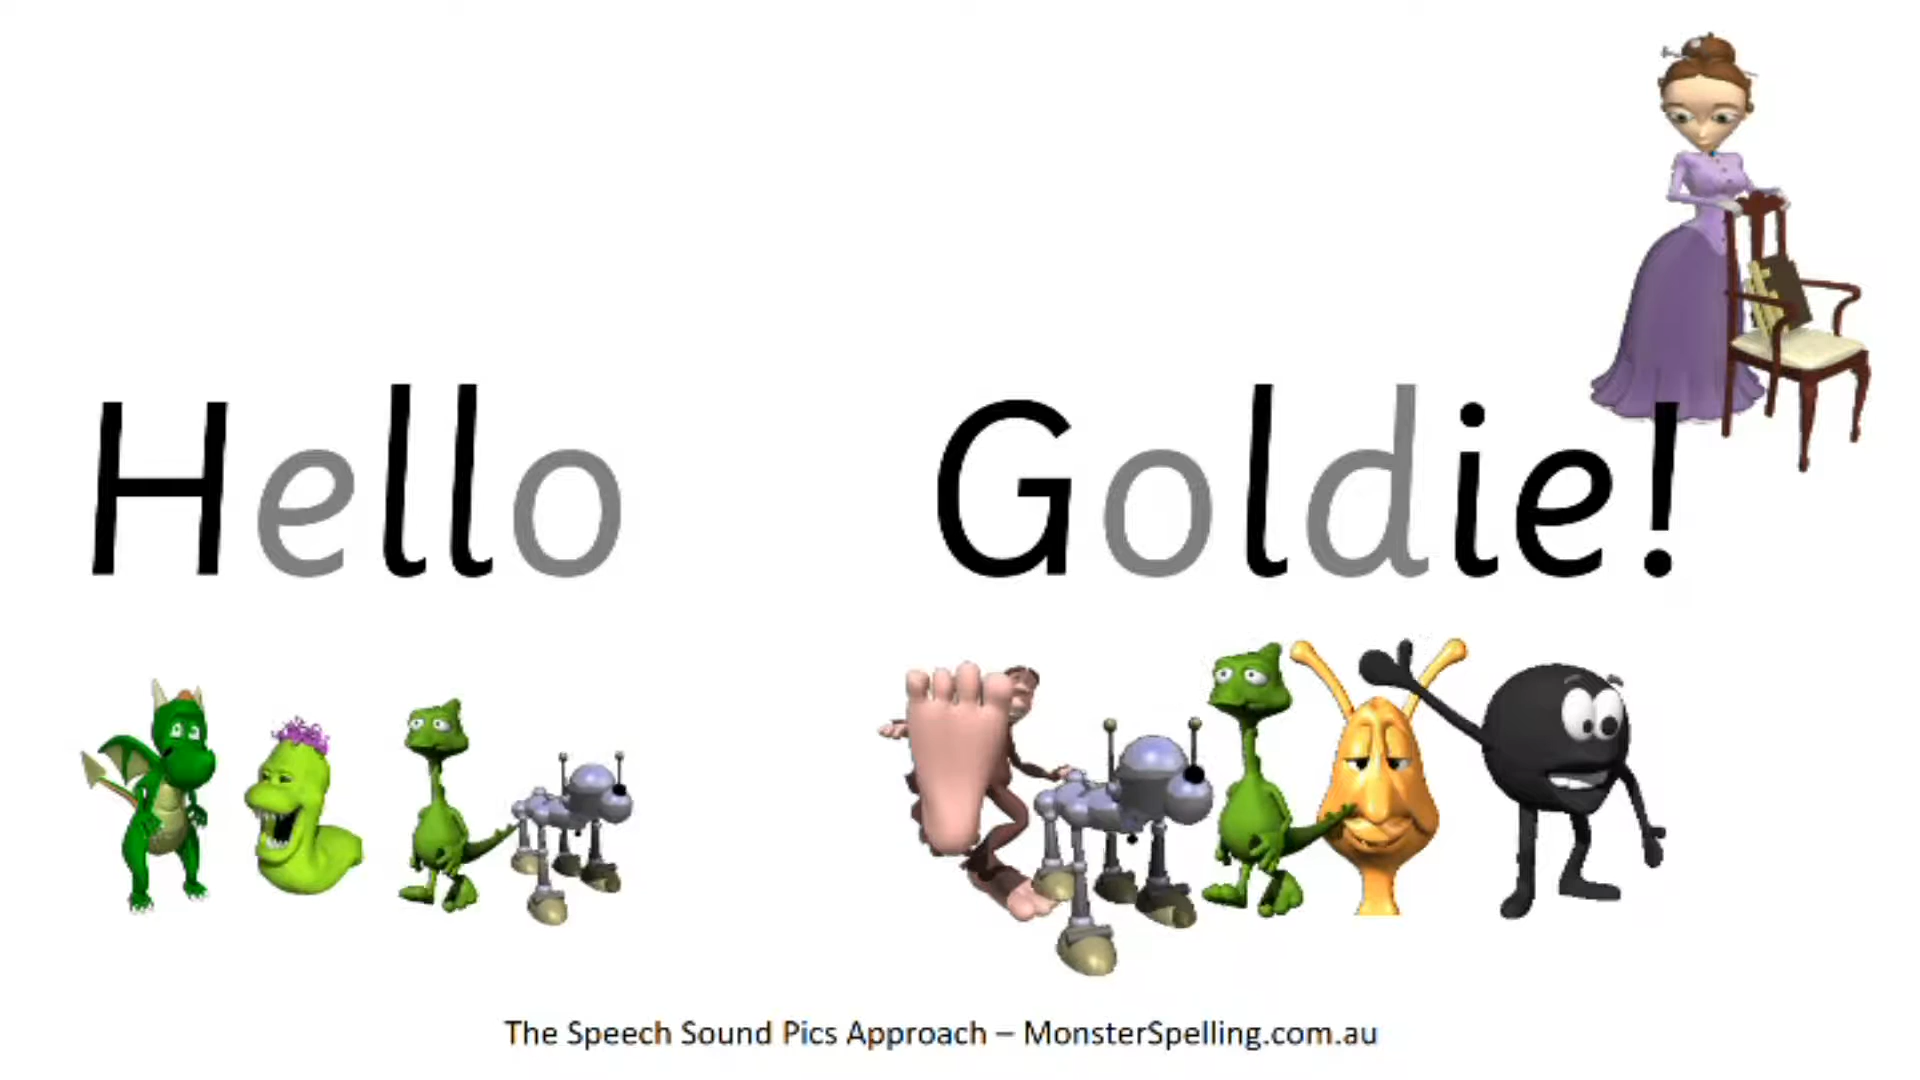 Hello Goldie!
The Speech Sound Pics Approach – MonsterSpelling.com.au